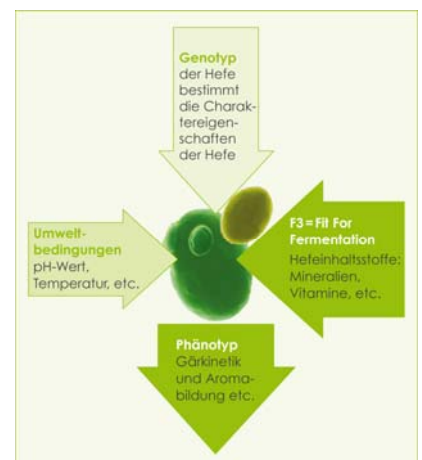 Genotyp
der Hefe
bestimmt
die Charak-
tereigen-
schaften
der Hefe
Umwelt-
bedingungen
pH-Wert,
Temperatur, etc.
F3=Fit For
Fermentation
Hefeinhaltsstoffe:
Mineralien,
Vitamine, etc.
Phänotyp
Gärkinetik
und Aroma-
bildung etc.